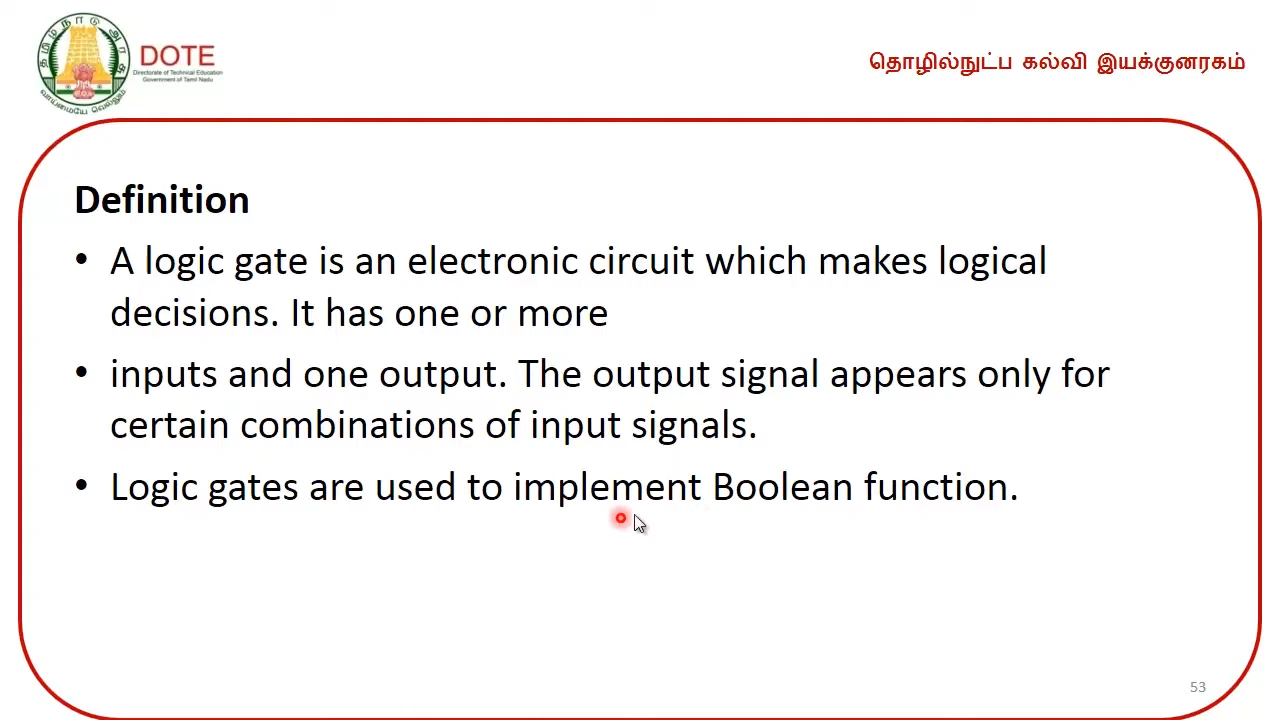 தமிழ்நாடு அரசு
வாய்மையே வெல்லும்
DOTE
Directorate of Technical Education
Government of Tamil Nadu
தொழில்நுட்ப கல்வி இயக்குனரகம்
Definition
• A logic gate is an electronic circuit which makes logical
decisions. It has one or more
• inputs and one output. The output signal appears only for
certain combinations of input signals.
• Logic gates are used to implement Boolean function.
53